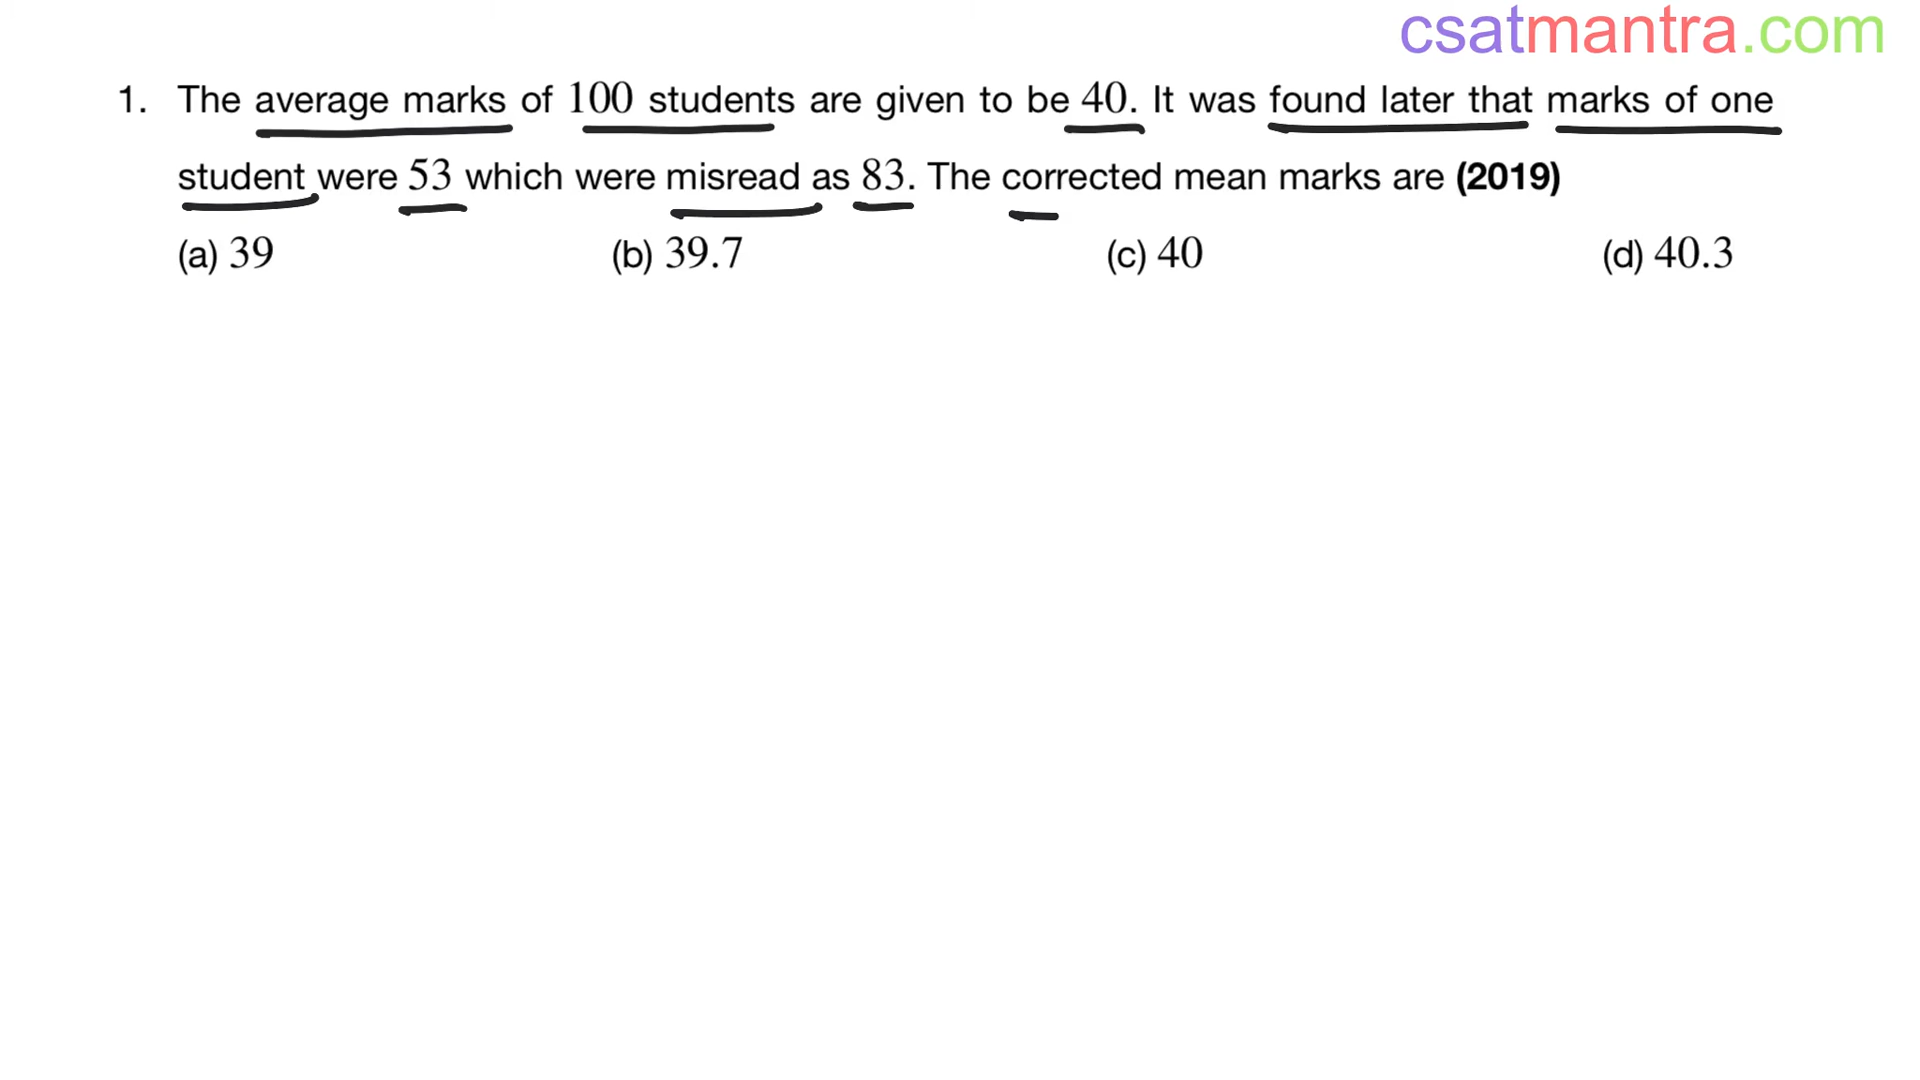 csatmantra.com
1. The average marks of 100 students are given to be 40. It was found later that marks of one
student were 53 which were misread as 83. The corrected mean marks are (2019)
(a) 39 (b) 39.7 (c) 40 (d) 40.3